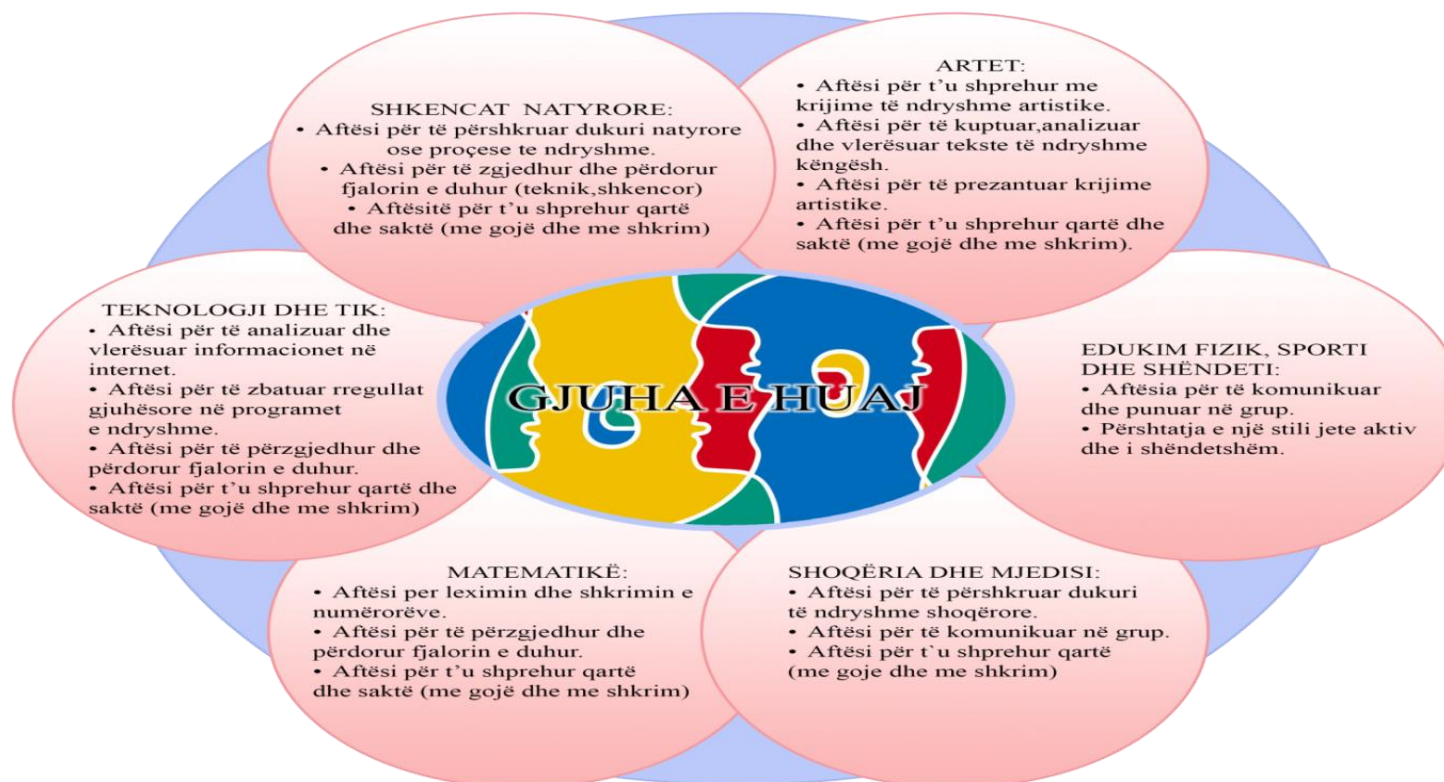 SHKENCAT NATYRORE:
• Aftësi për të përshkruar dukuri natyrore
ose proçese te ndryshme.
• Aftësi për të zgjedhur dhe përdorur
fjalorin e duhur (teknik,shkencor)
• Aftësitë për t’u shprehur qartë
dhe saktë (me gojë dhe me shkrim)
ARTET:
• Aftësi për t’u shprehur me
krijime të ndryshme artistike.
• Aftësi për të kuptuar,analizuar
dhe vlerësuar tekste të ndryshme
këngësh.
• Aftësi për të prezantuar krijime
artistike.
• Aftësi për t’u shprehur qartë dhe
saktë (me gojë dhe me shkrim).
TEKNOLOGJI DHE TIK:
• Aftësi për të analizuar dhe
vlerësuar informacionet në
internet.
• Aftësi për të zbatuar rregullat
gjuhësore në programet
e ndryshme.
• Aftësi për të përzgjedhur dhe
përdorur fjalorin e duhur.
• Aftësi për t’u shprehur qartë dhe
saktë (me gojë dhe me shkrim)
GJUHA E HUAJ
EDUKIM FIZIK, SPORTI
DHE SHËNDETI:
• Aftësia për të komunikuar
dhe punuar në grup.
• Përshtatja e një stili jete aktiv
dhe i shëndetshëm.
MATEMATIKË:
• Aftësi per leximin dhe shkrimin e
numërorëve.
• Aftësi për të përzgjedhur dhe
përdorur fjalorin e duhur.
• Aftësi për t’u shprehur qartë
dhe saktë (me gojë dhe me shkrim)
SHOQËRIA DHE MJEDISI:
• Aftësi për të përshkruar dukuri
të ndryshme shoqërore.
• Aftësi për të komunikuar në grup.
• Aftësi për t`u shprehur qartë
(me goje dhe me shkrim)